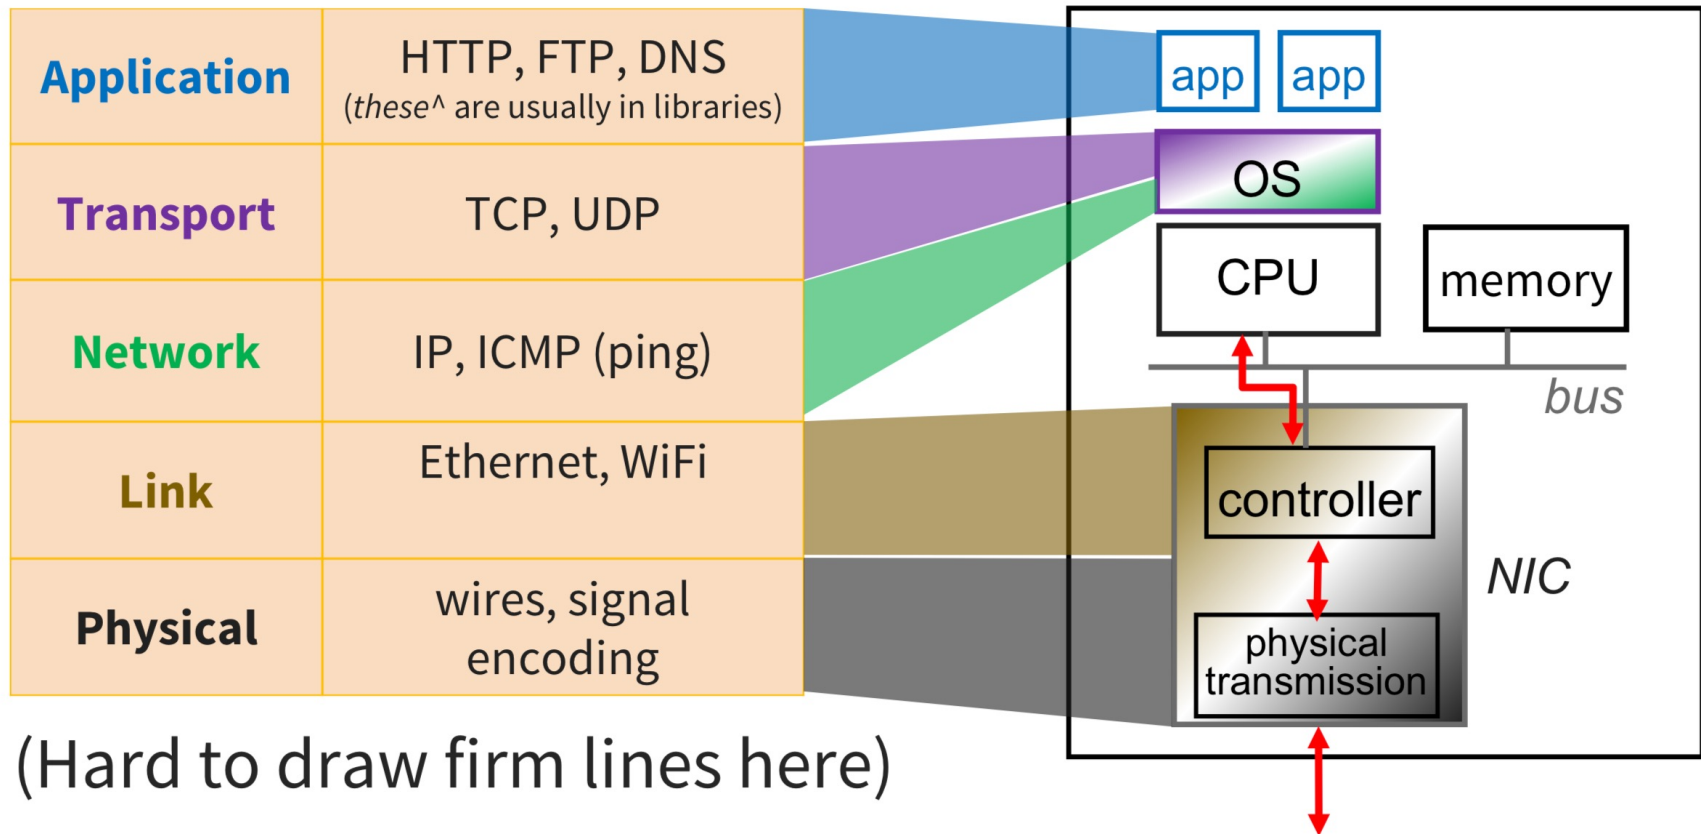 Application
HTTP, FTP, DNS
(these^ are usually in libraries)
Transport
TCP, UDP
Network
IP, ICMP (ping)
Link
Ethernet, WiFi
Physical
wires, signal
encoding
(Hard to draw firm lines here)
app
app
OS
CPU
memory
bus
controller
NIC
physical
transmission